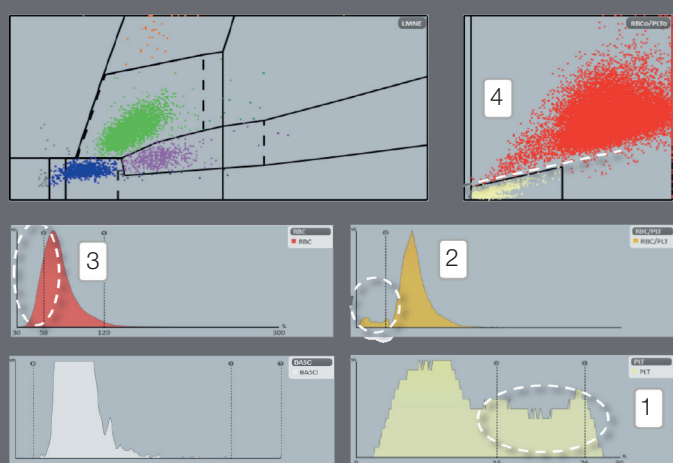 LMNE
RBCo/PLTo
4
RBC
RBC
3
30 58 120 300
RBC/PLT
RBC/PLT
2
BASO
BASO
PLT
PLT
1
0